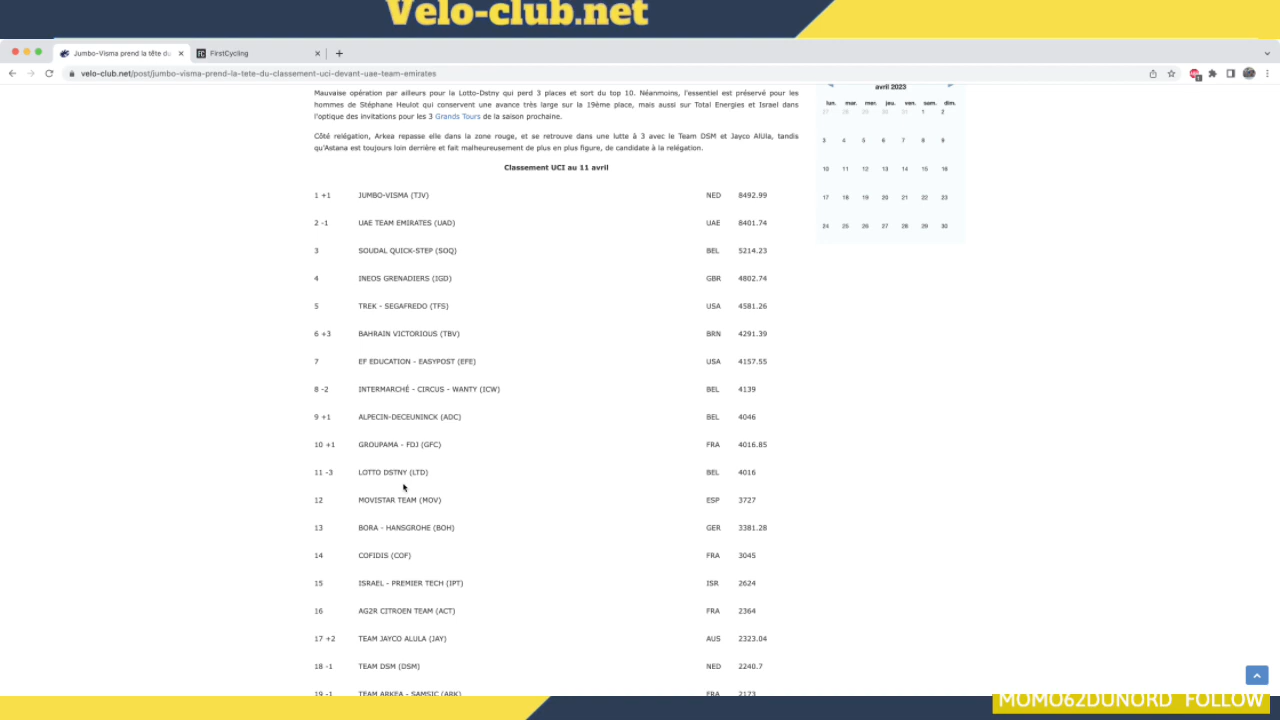 Velo-club.net
Jumbo-Visma prend la tête du
FirstCycling
velo-club.net/post/jumbo-visma-prend-la-tete-du-classement-uci-devant-uae-team-emirates
Mauvaise opération par ailleurs pour la Lotto-Dstny qui perd 3 places et sort du top 10. Néanmoins, l'essentiel est préservé pour les
hommes de Stéphane Heulot qui conservent une avance très large sur la 19ème place, mais aussi sur Total Energies et Israel dans
l'optique des invitations pour les 3 Grands Tours de la saison prochaine.
Côté relégation, Arkea repasse elle dans la zone rouge, et se retrouve dans une lutte à 3 avec le Team DSM et Jayco AlUla, tandis
qu'Astana est toujours loin derrière et fait malheureusement de plus en plus figure, de candidate à la relégation.
Classement UCI au 11 avril
1 +1 JUMBO-VISMA (TJV) NED 8492.99
2 -1 UAE TEAM EMIRATES (UAD) UAE 8401.74
3 SOUDAL QUICK-STEP (SOQ) BEL 5214.23
4 INEOS GRENADIERS (IGD) GBR 4802.74
5 TREK - SEGAFREDO (TFS) USA 4581.26
6 +3 BAHRAIN VICTORIOUS (TBV) BRN 4291.39
7 EF EDUCATION - EASYPOST (EFE) USA 4157.55
8 -2 INTERMARCHÉ - CIRCUS - WANTY (ICW) BEL 4139
9 +1 ALPECIN-DECEUNINCK (ADC) BEL 4046
10 +1 GROUPAMA - FDJ (GFC) FRA 4016.85
11 -3 LOTTO DSTNY (LTD) BEL 4016
12 MOVISTAR TEAM (MOV) ESP 3727
13 BORA - HANSGROHE (BOH) GER 3381.28
14 COFIDIS (COF) FRA 3045
15 ISRAEL - PREMIER TECH (IPT) ISR 2624
16 AG2R CITROEN TEAM (ACT) FRA 2364
17 +2 TEAM JAYCO ALULA (JAY) AUS 2323.04
18 -1 TEAM DSM (DSM) NED 2240.7
19 -1 TEAM ARKEA - SAMSIC (ARK) FRA 2173
avril 2023
lun. mar. mer. jeu. ven. sam. dim.
27 28 29 30 31 1 2
3 4 5 6 7 8 9
10 11 12 13 14 15 16
17 18 19 20 21 22 23
24 25 26 27 28 29 30
MOMO62DUNORD FOLLOW